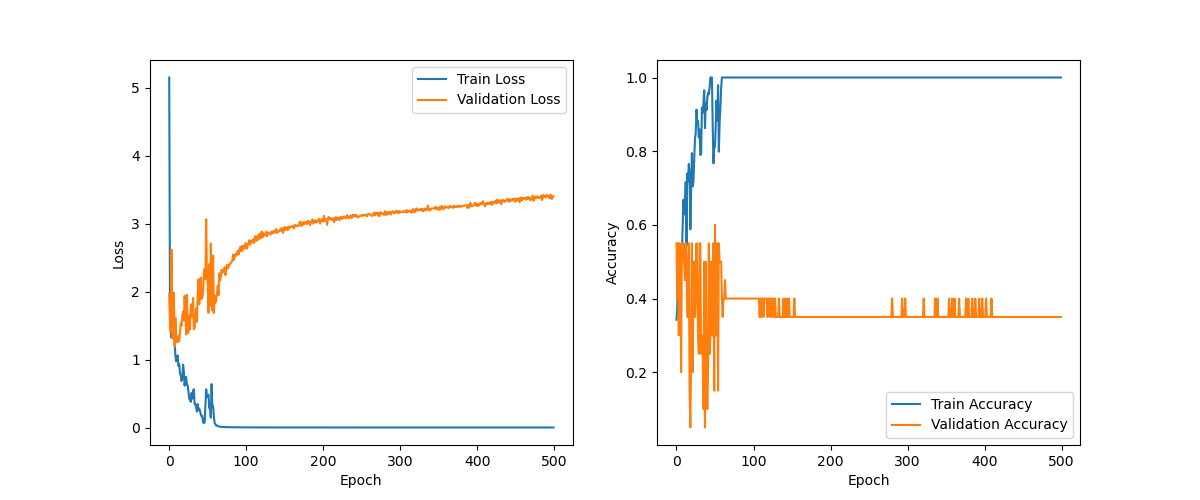 Train Loss
Validation Loss
5
4
3
2
1
0
Loss
0 100 200 300 400 500
Epoch
1.0
0.8
0.6
0.4
0.2
Accuracy
Train Accuracy
Validation Accuracy
0 100 200 300 400 500
Epoch